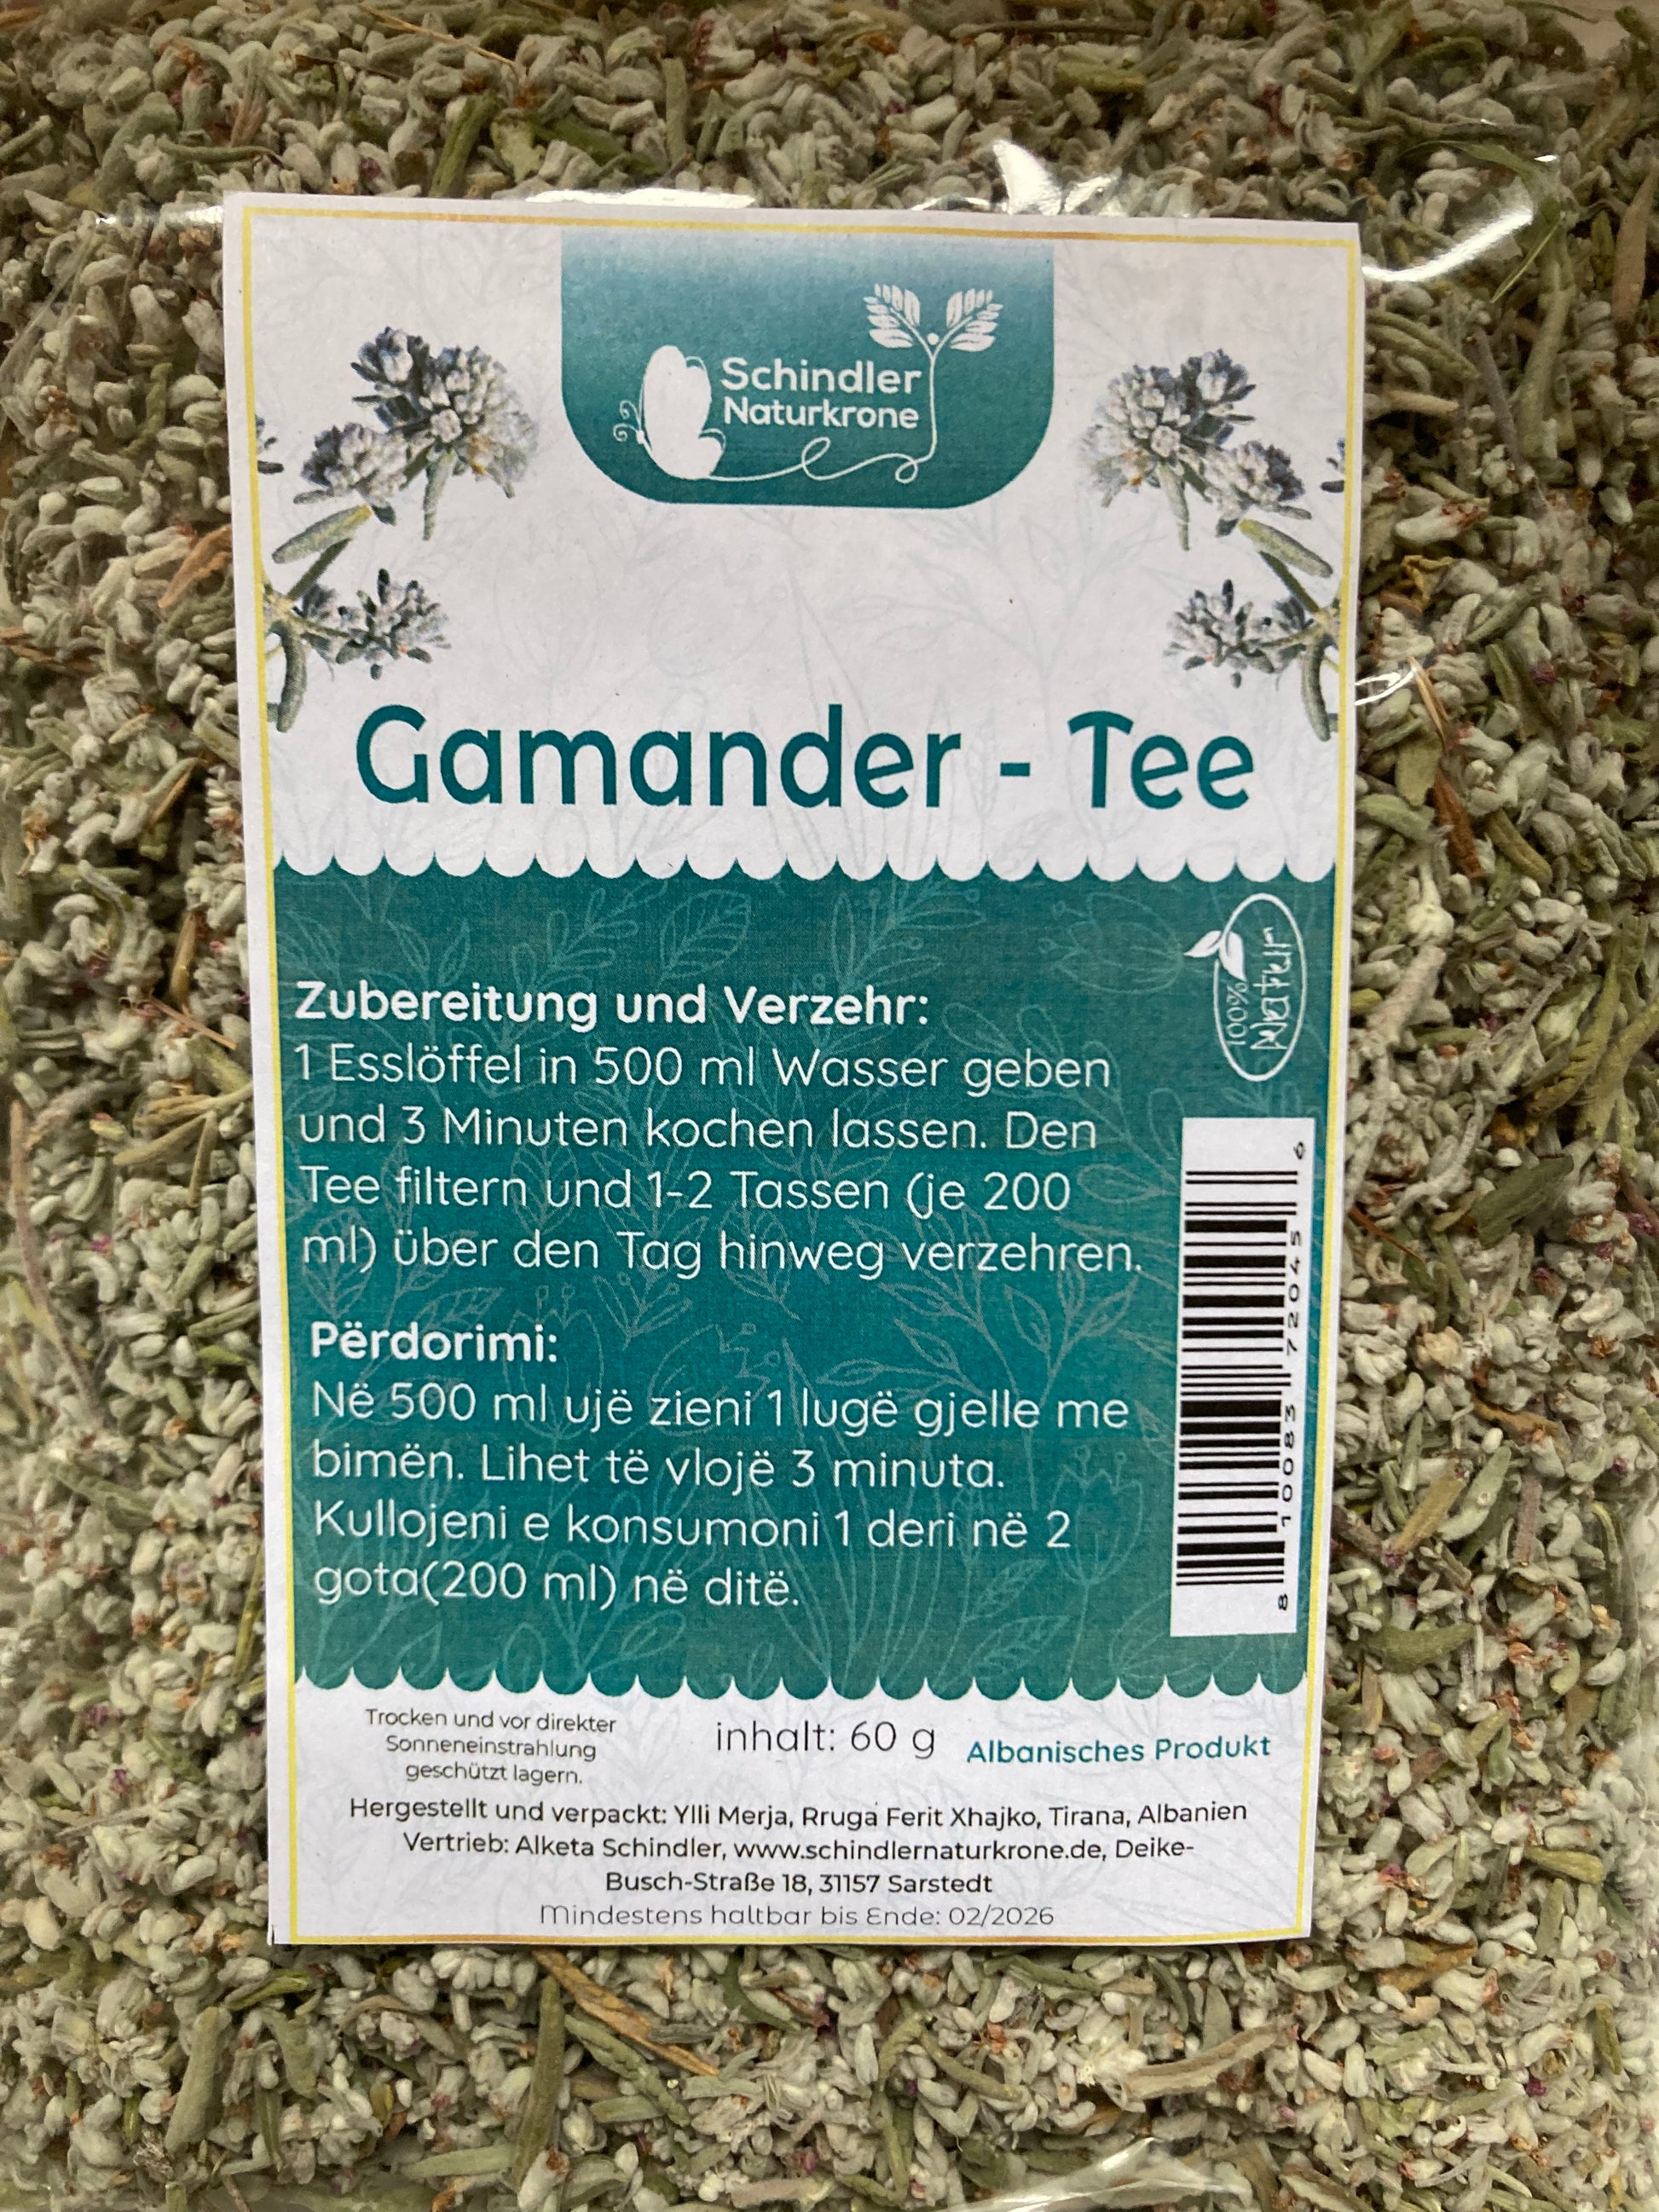 Schindler
Naturkrone
Gamander - Tee
100%
Natur
Zubereitung und Verzehr:
1 Esslöffel in 500 ml Wasser geben
und 3 Minuten kochen lassen. Den
Tee filtern und 1-2 Tassen (je 200
ml) über den Tag hinweg verzehren.
Përdorimi:
Në 500 ml ujë zieni 1 lugë gjelle me
bimën. Lihet të vlojë 3 minuta.
Kullojeni e konsumoni 1 deri në 2
gota(200 ml) në ditë.
8 10083 72045 6
Trocken und vor direkter
Sonneneinstrahlung
geschützt lagern.
inhalt: 60 g
Albanisches Produkt
Hergestellt und verpackt: Ylli Merja, Rruga Ferit Xhajko, Tirana, Albanien
Vertrieb: Alketa Schindler, www.schindlernaturkrone.de, Deike-
Busch-Straße 18, 31157 Sarstedt
Mindestens haltbar bis Ende: 02/2026